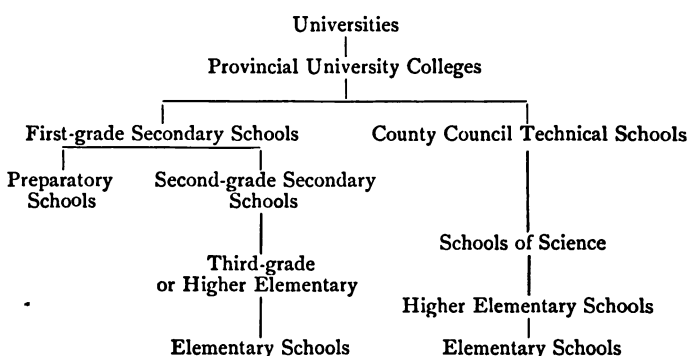 Universities
Provincial University Colleges
First-grade Secondary Schools
County Council Technical Schools
Preparatory
Schools
Second-grade Secondary
Schools
Schools of Science
Third-grade
or Higher Elementary
Higher Elementary Schools
Elementary Schools
Elementary Schools